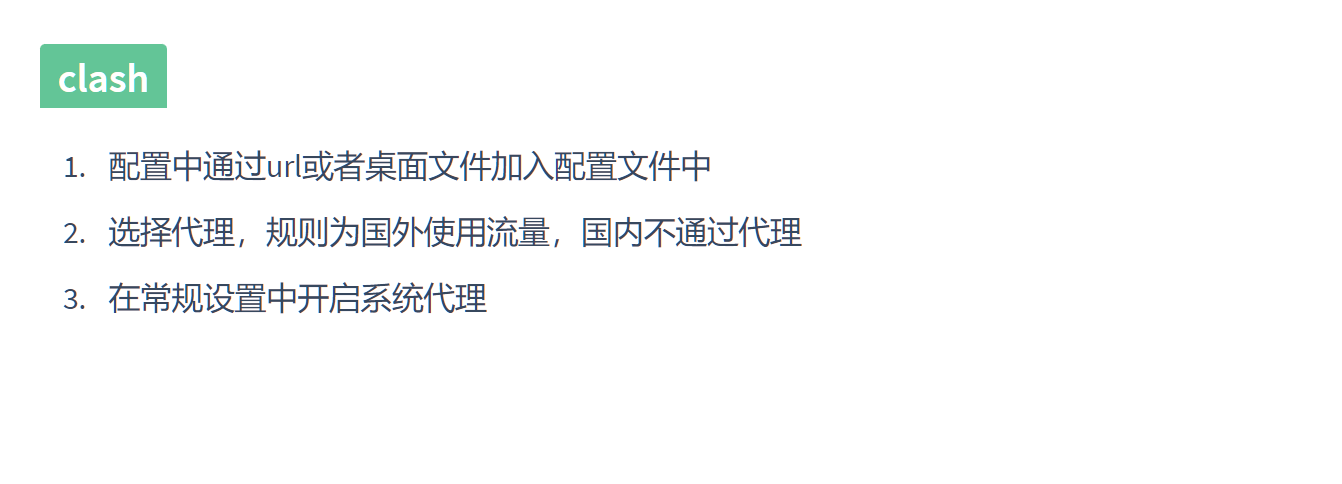 clash
1. 配置中通过url或者桌面文件加入配置文件中
2. 选择代理，规则为国外使用流量，国内不通过代理
3. 在常规设置中开启系统代理